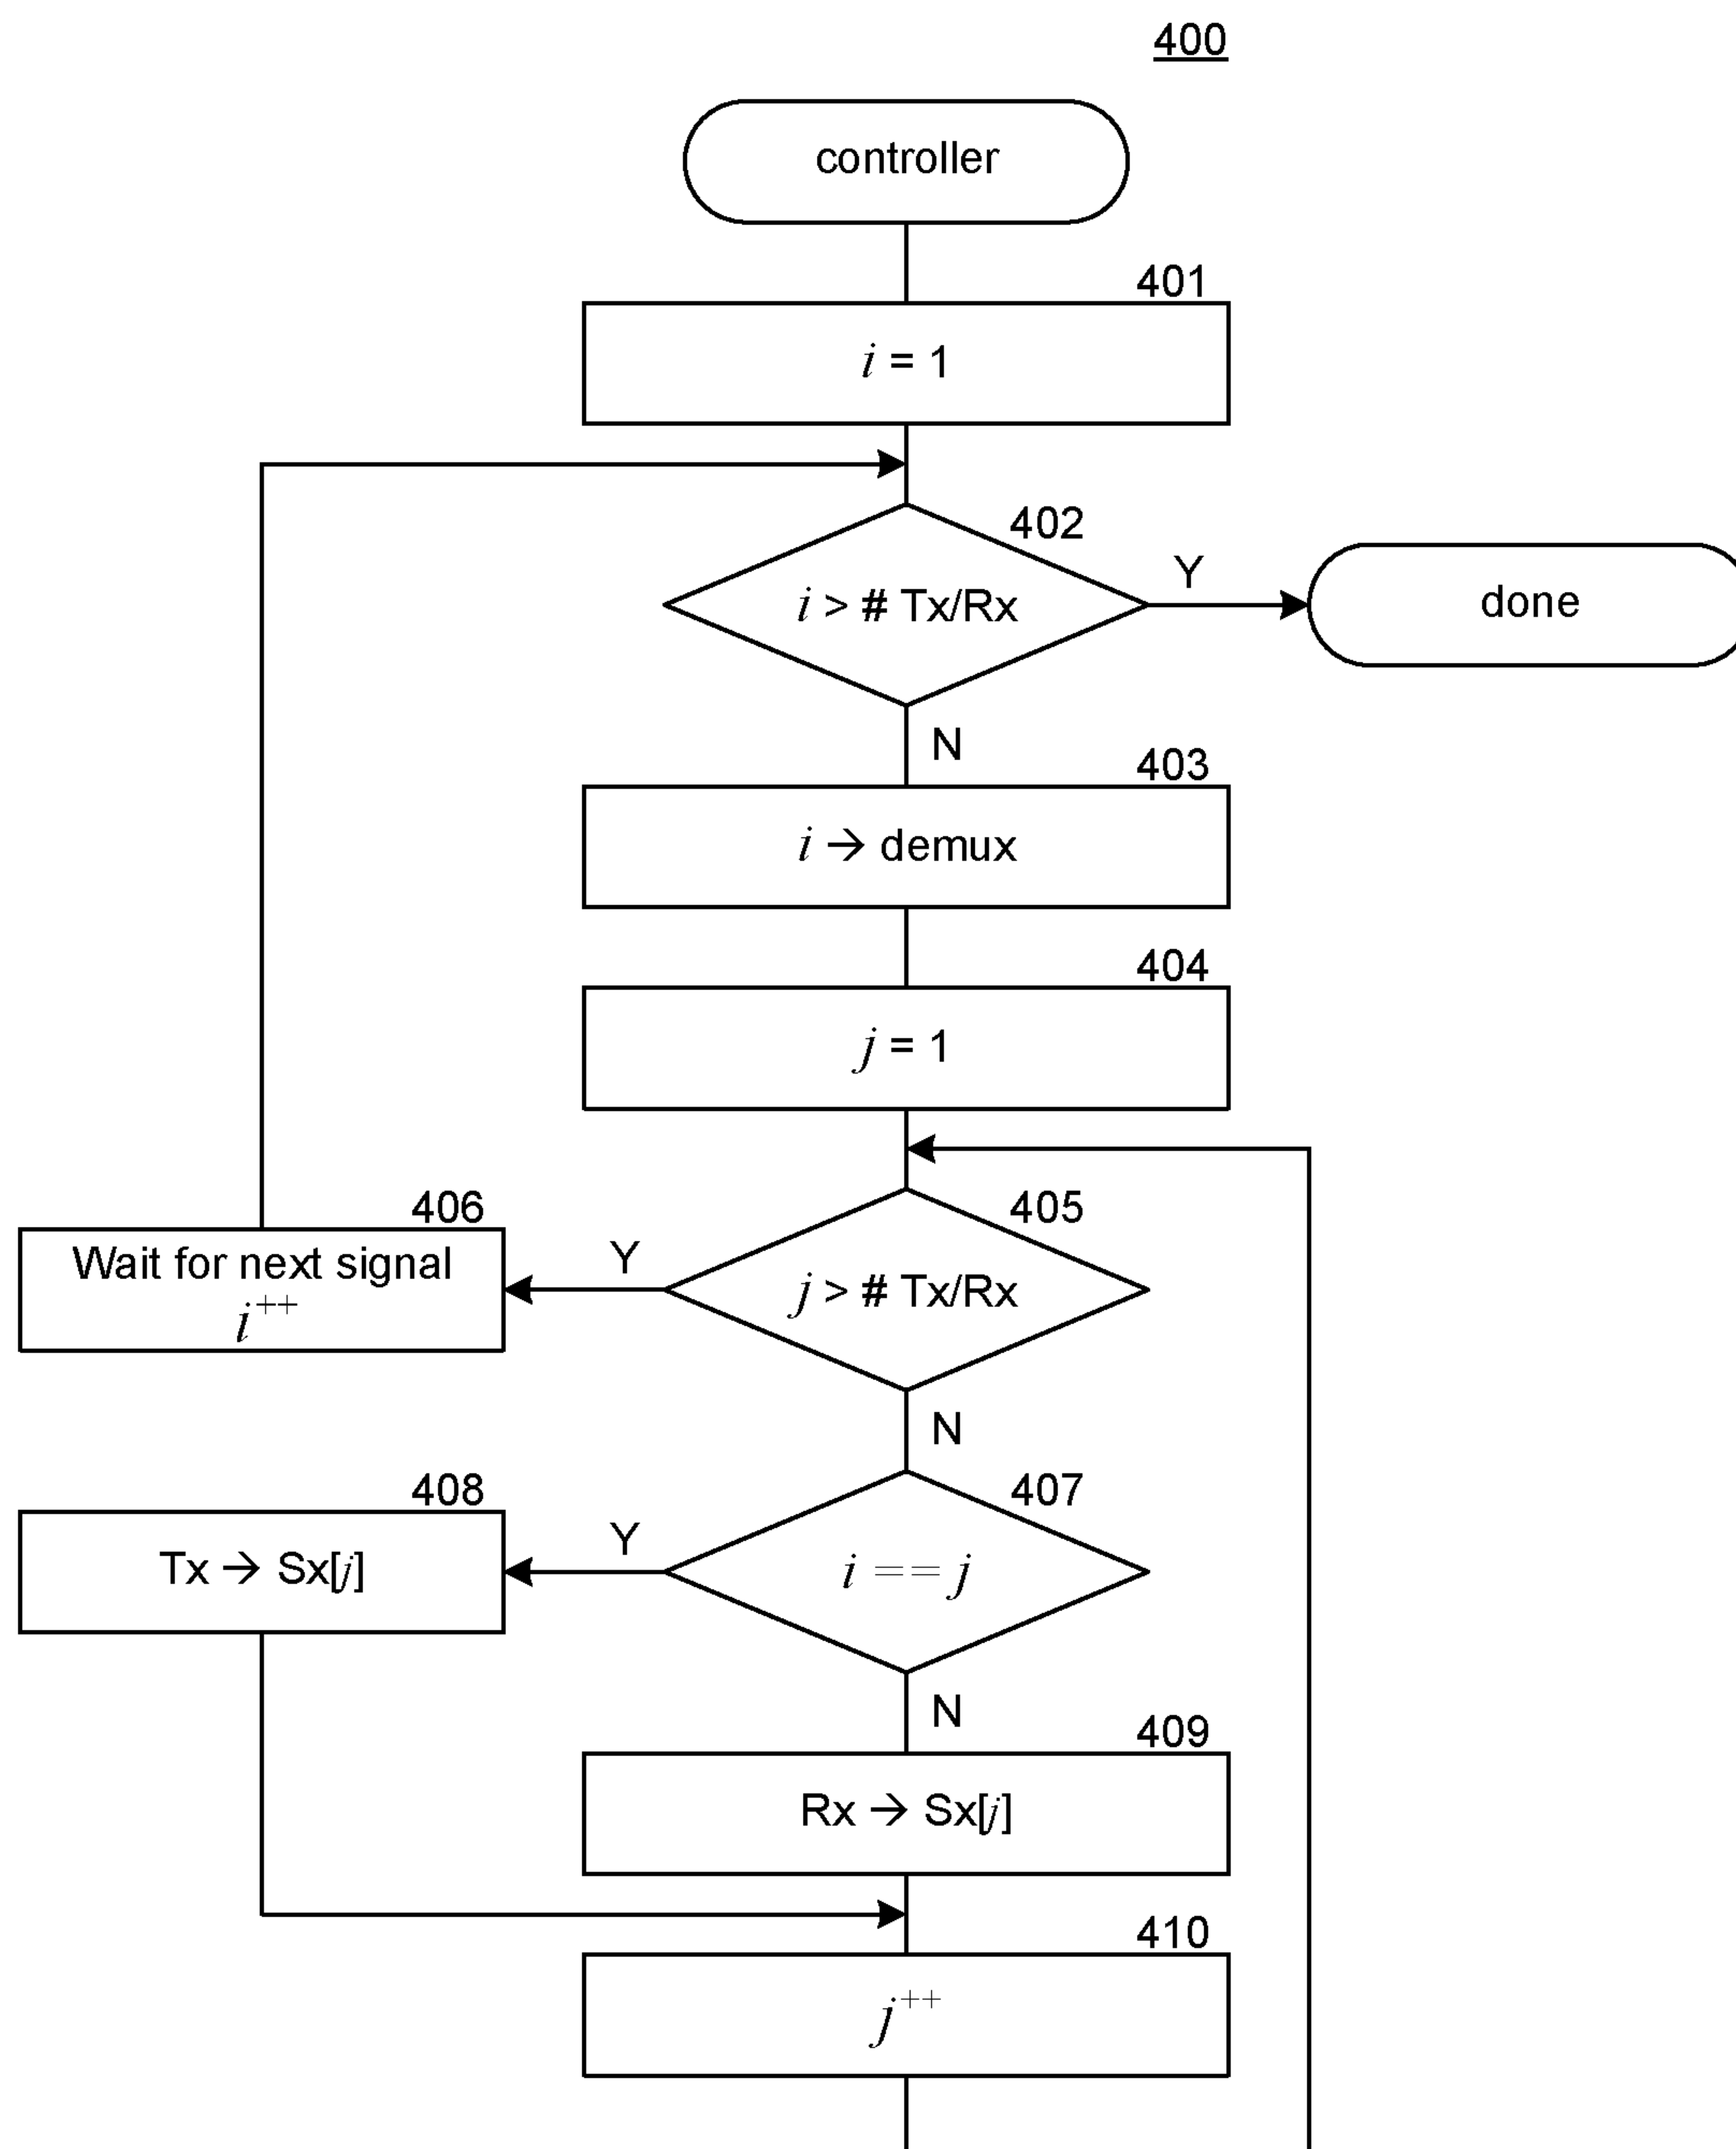 400
controller
401
i = 1
402
i > # Tx/Rx
Y
done
N
403
i → demux
404
j = 1
406
Wait for next signal
i++
Y
405
j > # Tx/Rx
N
408
Tx → Sx[j]
Y
407
i == j
N
409
Rx → Sx[j]
410
j++